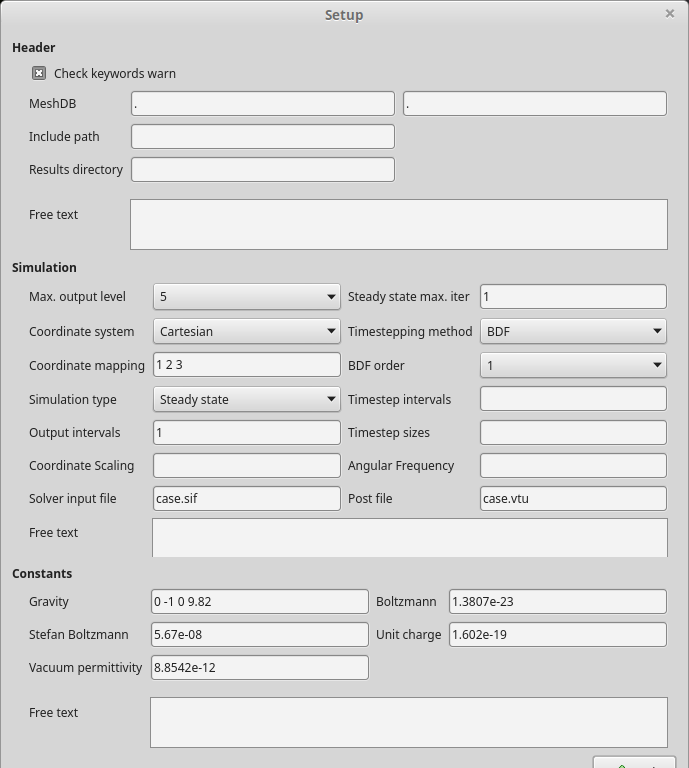 Setup
Header
Check keywords warn
MeshDB . .
Include path
Results directory
Free text
Simulation
Max. output level 5 Steady state max. iter 1
Coordinate system Cartesian Timestepping method BDF
Coordinate mapping 1 2 3 BDF order 1
Simulation type Steady state Timestep intervals
Output intervals 1 Timestep sizes
Coordinate Scaling Angular Frequency
Solver input file case.sif Post file case.vtu
Free text
Constants
Gravity 0 -1 0 9.82 Boltzmann 1.3807e-23
Stefan Boltzmann 5.67e-08 Unit charge 1.602e-19
Vacuum permittivity 8.8542e-12
Free text